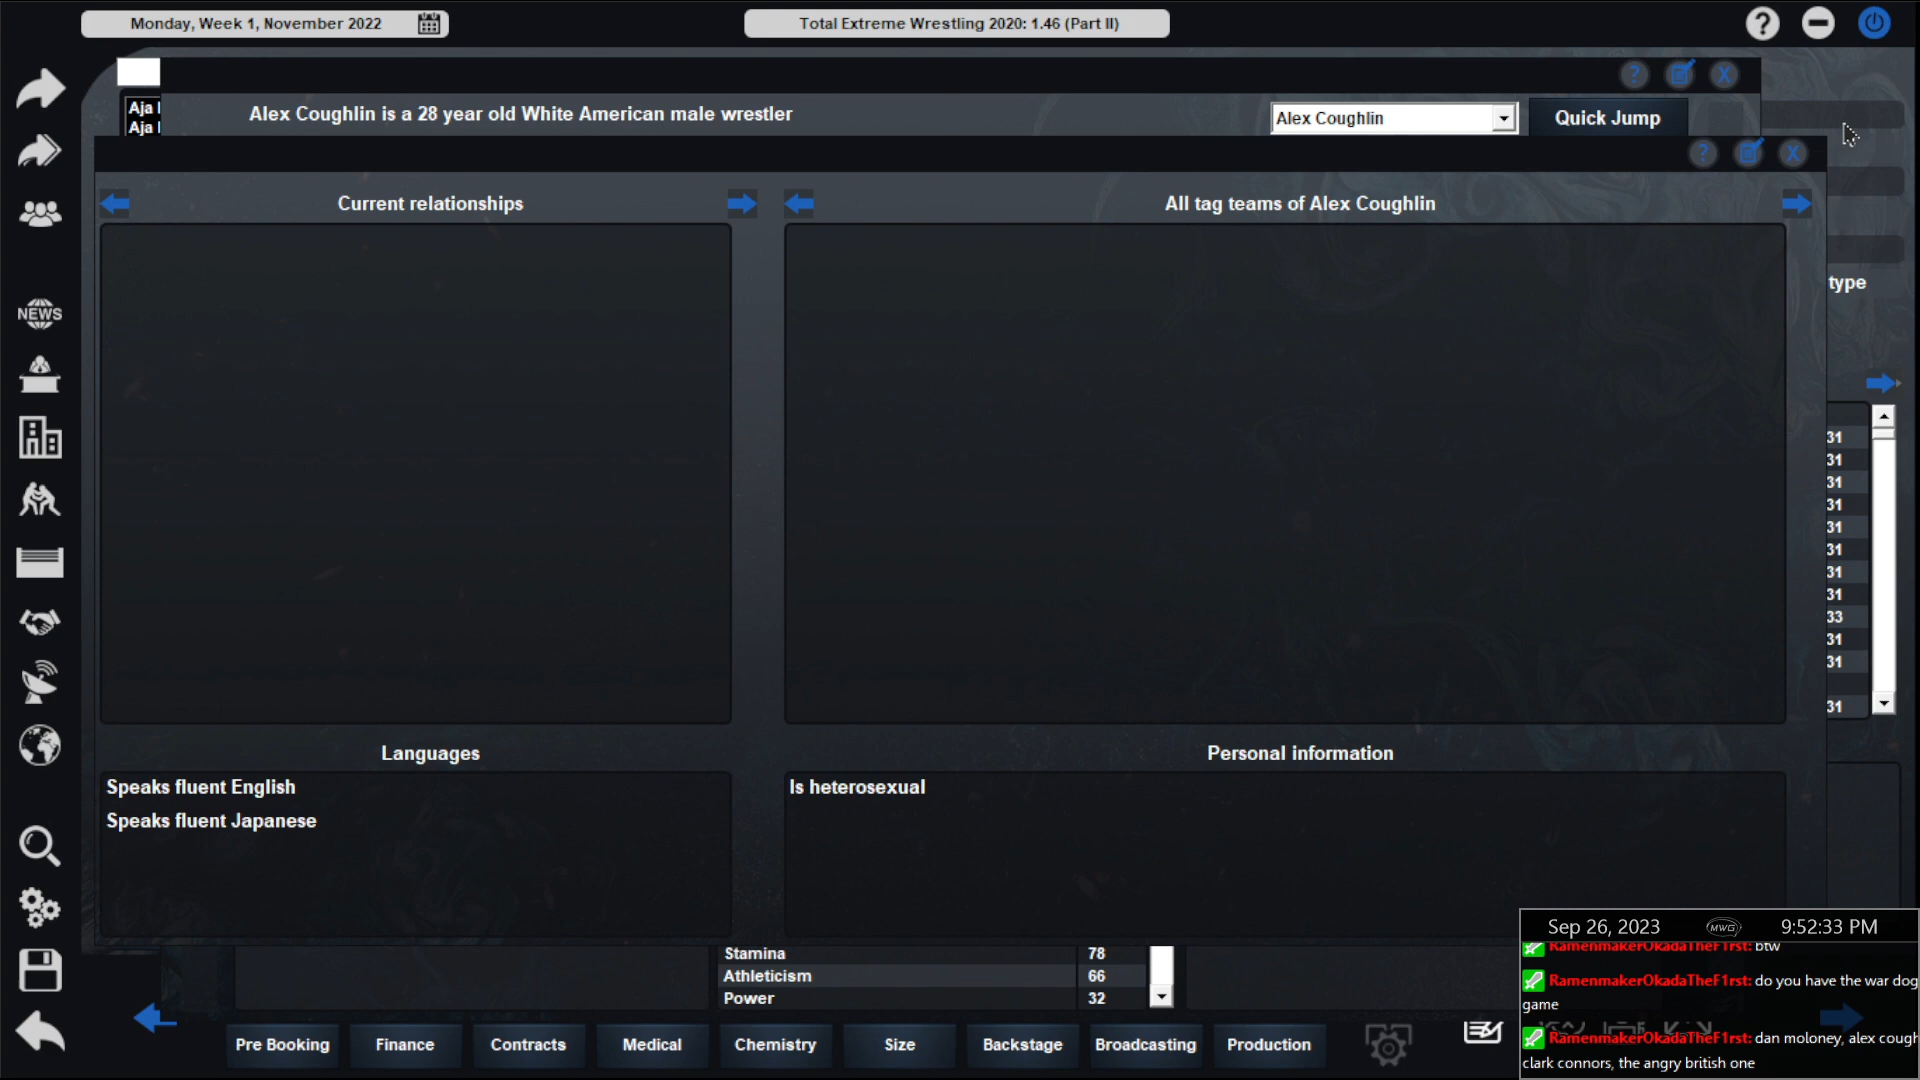 Monday, Week 1, November 2022
Total Extreme Wrestling 2020: 1.46 (Part II)
?
? X
Aja
Aja
Alex Coughlin is a 28 year old White American male wrestler
Alex Coughlin
Quick Jump
? X
Current relationships
All tag teams of Alex Coughlin
type
NEWS
31
31
31
31
31
31
31
31
33
31
31
31
Languages
Personal information
Speaks fluent English
Speaks fluent Japanese
Is heterosexual
Stamina 78
Athleticism 66
Power 32
Pre Booking
Finance
Contracts
Medical
Chemistry
Size
Backstage
Broadcasting
Production
Sep 26, 2023 MWG 9:52:33 PM
RamenmakerOkadaTheF1rst: btw
RamenmakerOkadaTheF1rst: do you have the war dog
game
RamenmakerOkadaTheF1rst: dan moloney, alex cough
clark connors, the angry british one